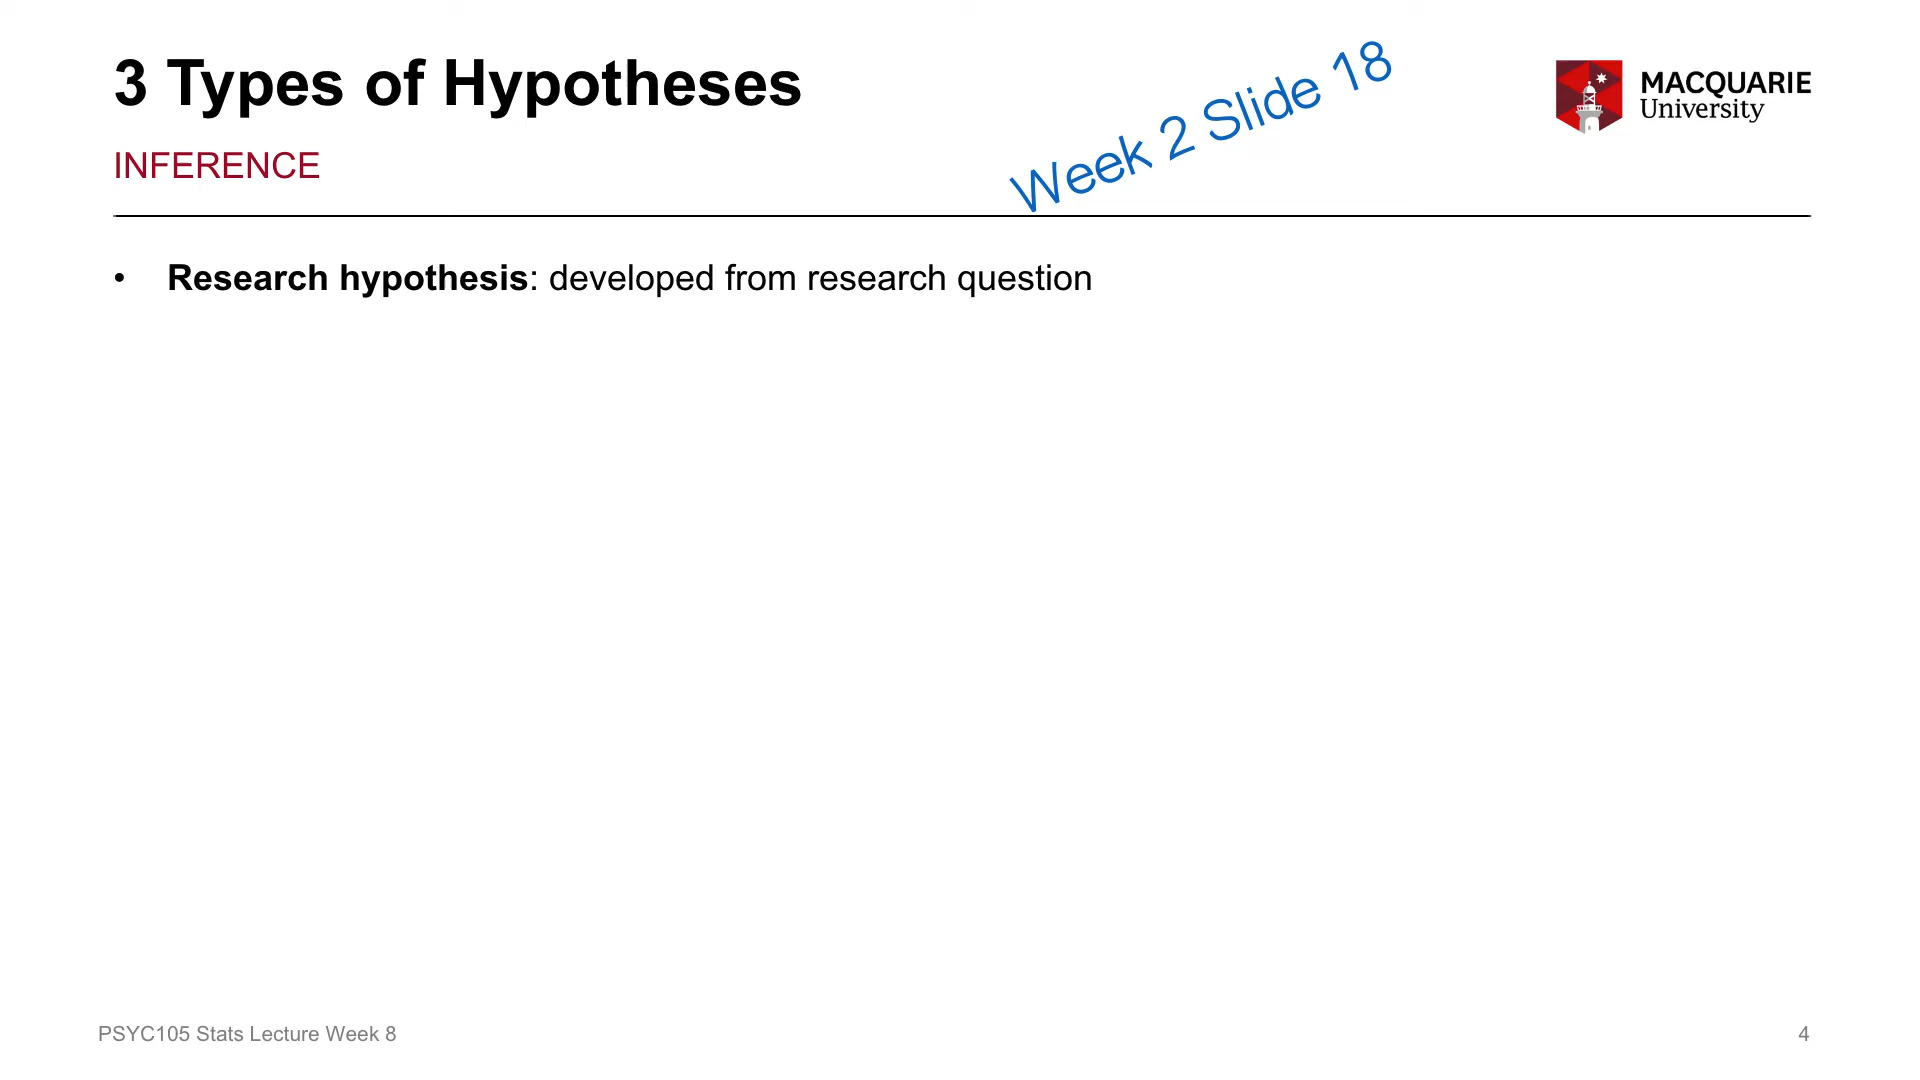 3 Types of Hypotheses
Week 2 Slide 18
MACQUARIE
University
INFERENCE
• Research hypothesis: developed from research question
PSYC105 Stats Lecture Week 8
4